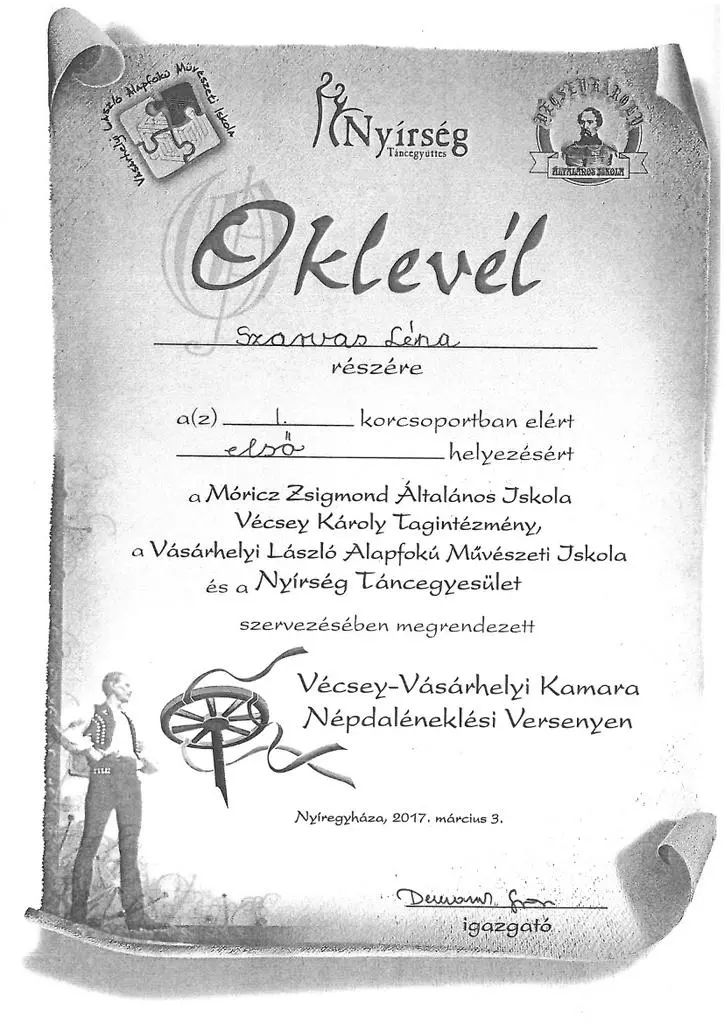 Vásárhelyi László Alapfokú Művészeti Iskola
Nyírség
Táncegyüttes
VÉCSEY KÁROLY
ÁLTALÁNOS ISKOLA
Oklevél
Szarvas Léna
részére
a(z) I. korcsoportban elért
első helyezésért
a Móricz Zsigmond Általános Iskola
Vécsey Károly Tagintézmény,
a Vásárhelyi László Alapfokú Művészeti Iskola
és a Nyírség Táncegyesület
szervezésében megrendezett
Vécsey-Vásárhelyi Kamara
Népdaléneklési Versenyen
Nyíregyháza, 2017. március 3.
igazgató